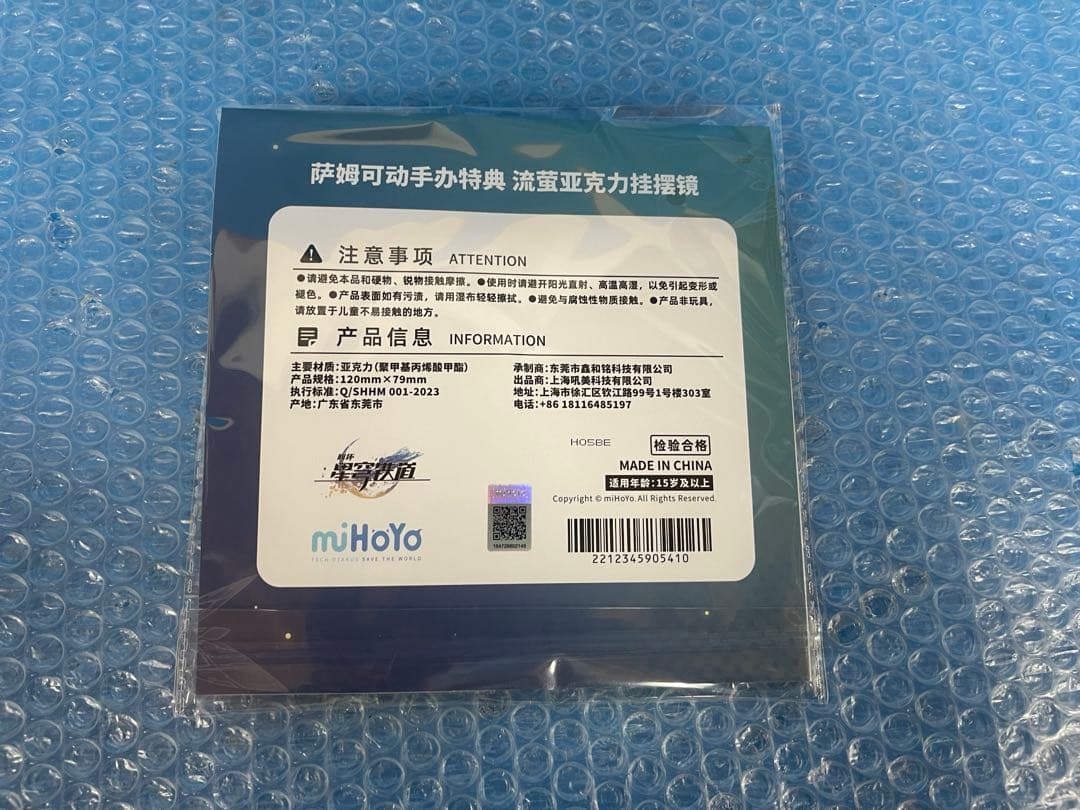 萨姆可动手办特典 流萤亚克力挂摆镜
注意事项 ATTENTION
●请避免本品和硬物、锐物接触摩擦。●使用时请避开阳光直射、高温高湿，以免引起变形或
褪色。●产品表面如有污渍，请用湿布轻轻擦拭。●避免与腐蚀性物质接触。●产品非玩具，
请放置于儿童不易接触的地方。
产品信息 INFORMATION
主要材质：亚克力（聚甲基丙烯酸甲酯）
产品规格：120mm×79mm
执行标准：Q/SHHM 001-2023
产地：广东省东莞市
承制商：东莞市鑫和铭科技有限公司
出品商：上海吼美科技有限公司
地址：上海市徐汇区钦江路99号1号楼303室
电话：+86 18116485197
崩坏
星穹铁道
miHoYo
TECH OTAKUS SAVE THE WORLD
HO5BE
检验合格
MADE IN CHINA
适用年龄：15岁及以上
Copyright © miHoYo. All Rights Reserved.
2212345905410